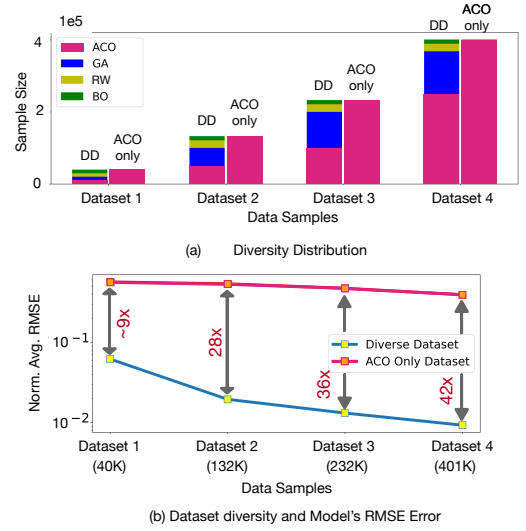 1e5
Sample Size
4
2
0
ACO
GA
RW
BO
DD
ACO
only
DD
ACO
only
DD
ACO
only
DD
ACO
only
Dataset 1
Dataset 2
Dataset 3
Dataset 4
Data Samples
(a) Diversity Distribution
Norm. Avg. RMSE
10⁻¹
10⁻²
~9x
28x
36x
42x
Diverse Dataset
ACO Only Dataset
Dataset 1
(40K)
Dataset 2
(132K)
Dataset 3
(232K)
Dataset 4
(401K)
Data Samples
(b) Dataset diversity and Model's RMSE Error